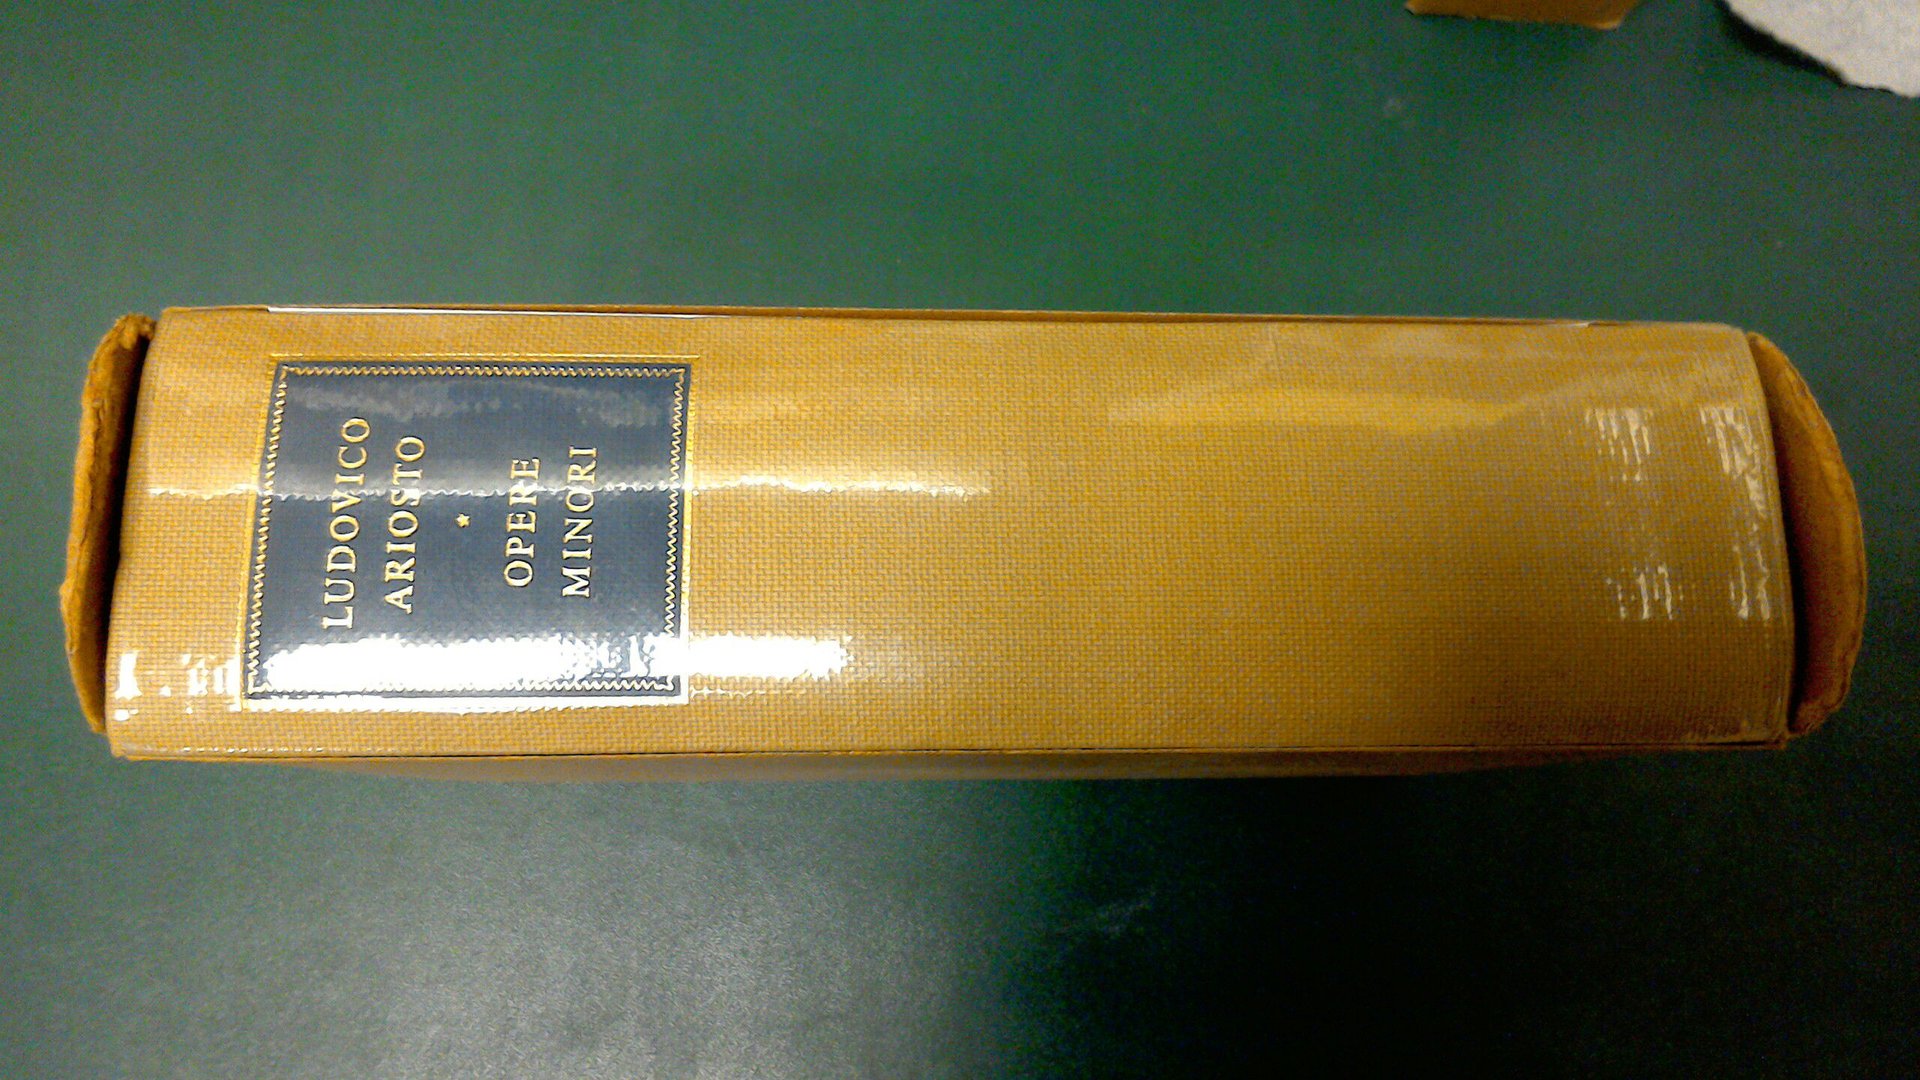 LUDOVICO
ARIOSTO
★
OPERE
MINORI